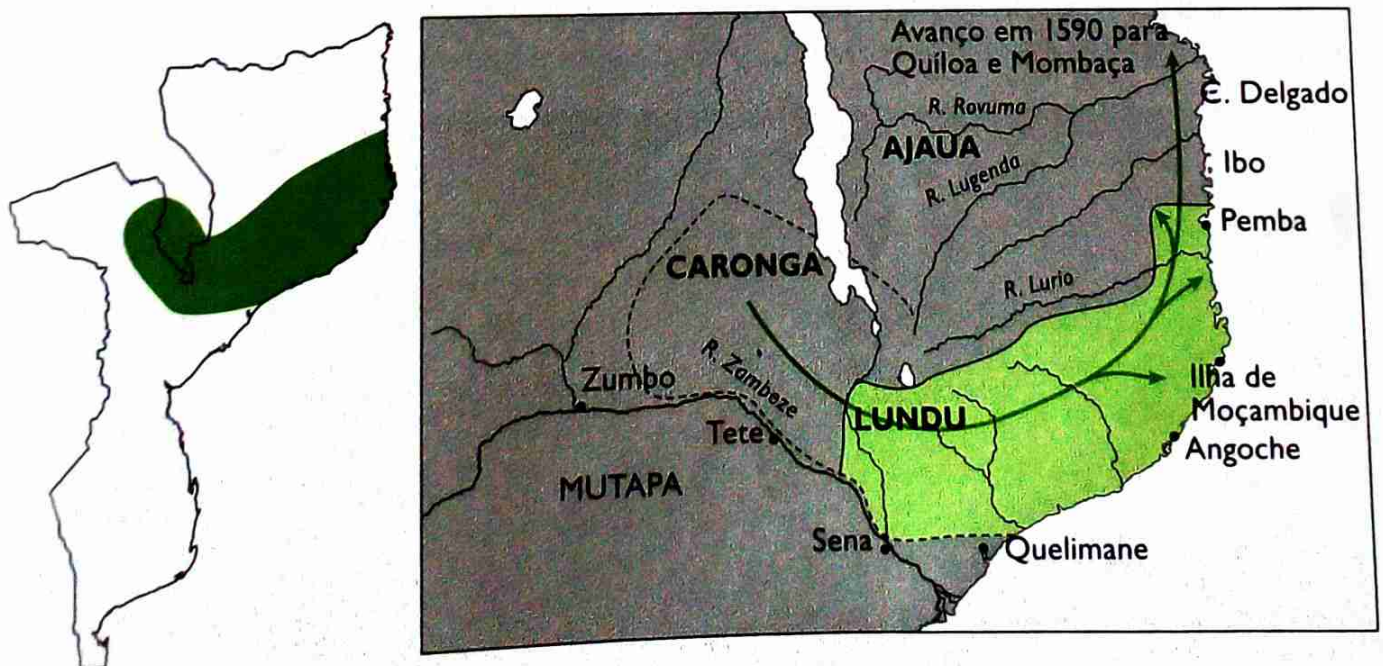 Avanço em 1590 para
Quíloa e Mombaça
C. Delgado
R. Rovuma
AJAUA
Ibo
R. Lugenda
Pemba
CARONGA
R. Lurio
R. Zambeze
Zumbo
Ilha de
Moçambique
LUNDU
Tete
Angoche
MUTAPA
Sena
Quelimane